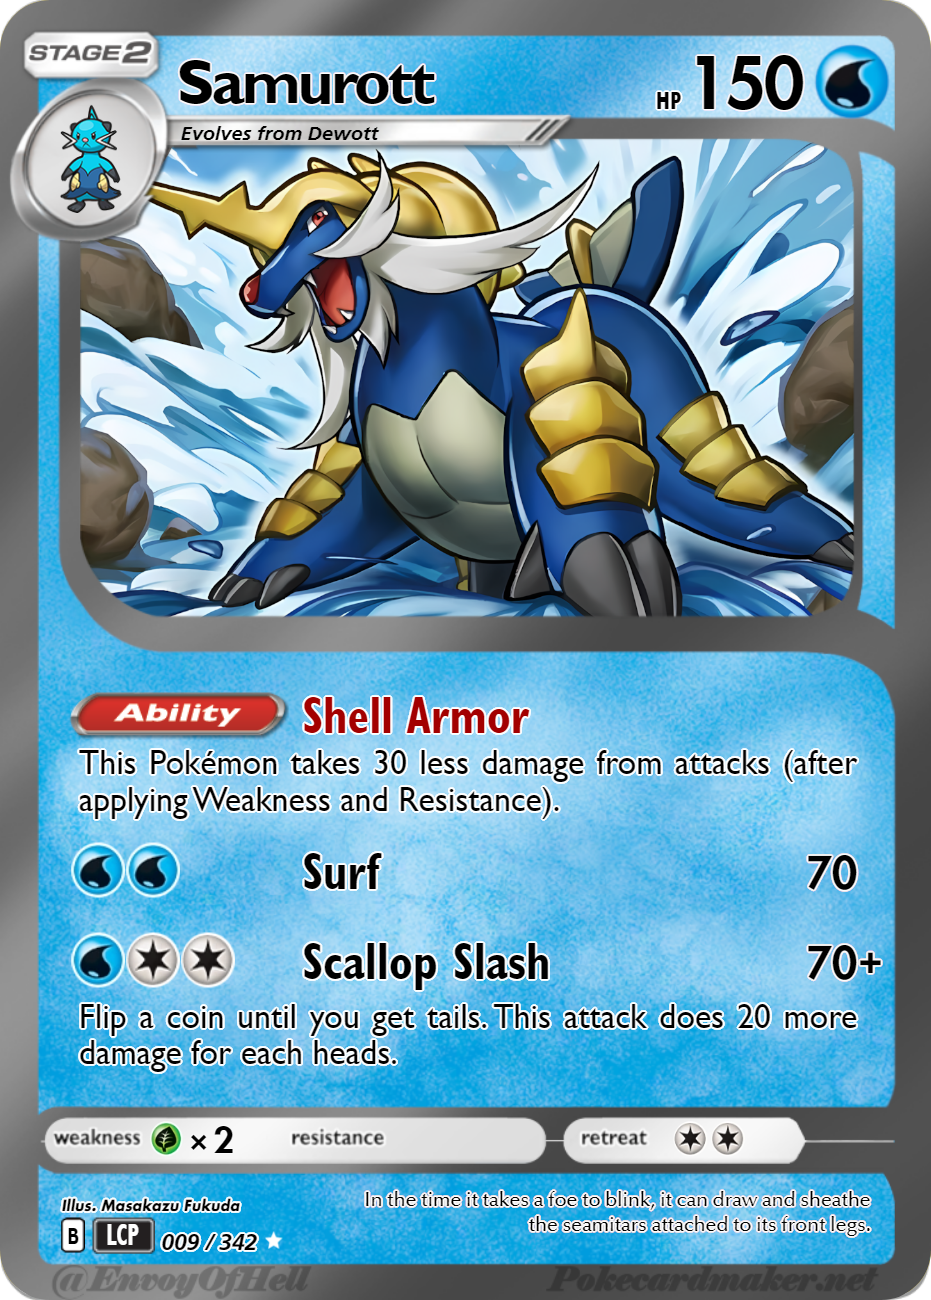 STAGE 2
Samurott
HP 150
Evolves from Dewott
Ability Shell Armor
This Pokémon takes 30 less damage from attacks (after
applying Weakness and Resistance).
Surf 70
Scallop Slash 70+
Flip a coin until you get tails. This attack does 20 more
damage for each heads.
weakness × 2 resistance retreat
Illus. Masakazu Fukuda
In the time it takes a foe to blink, it can draw and sheathe
the seamitars attached to its front legs.
B LCP 009 / 342
@EnvoyOfHell Pokecardmaker.net